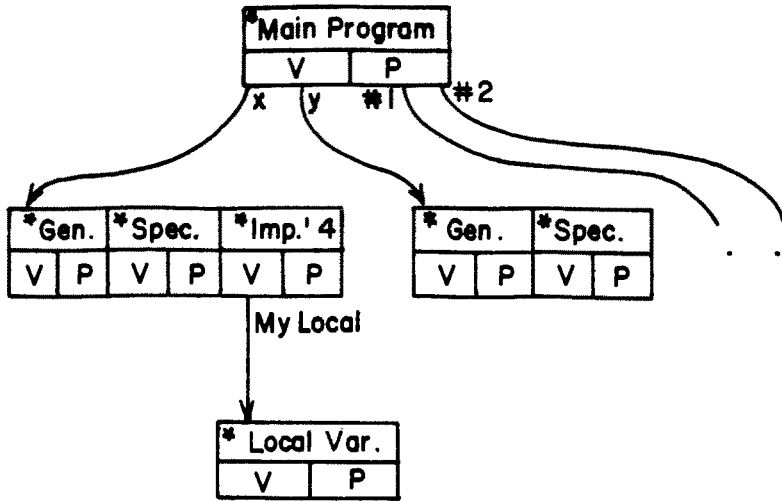 *Main Program
V P
x y #1 #2
*Gen. *Spec. *Imp.'4
V P V P V P
* Gen. *Spec.
V P V P
My Local
* Local Var.
V P